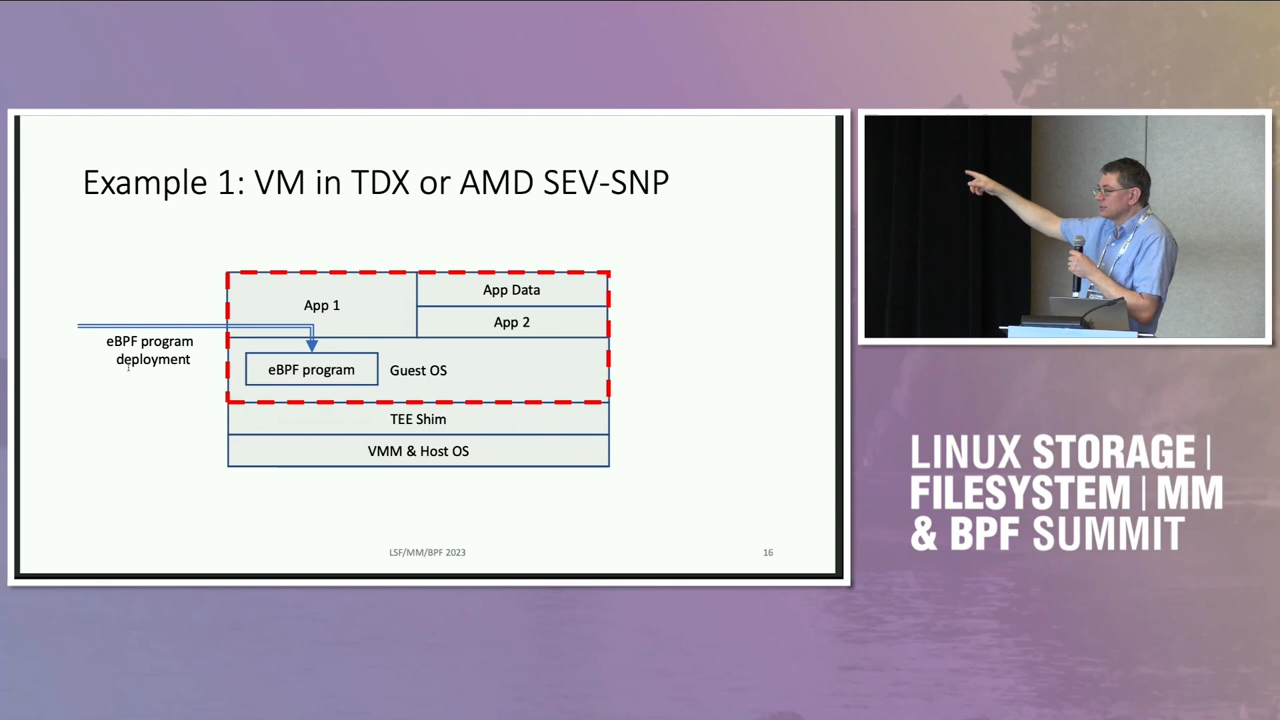 Example 1: VM in TDX or AMD SEV-SNP
App 1
App Data
App 2
eBPF program
deployment
eBPF program
Guest OS
TEE Shim
VMM & Host OS
LSF/MM/BPF 2023
16
LINUX STORAGE |
FILESYSTEM | MM
& BPF SUMMIT